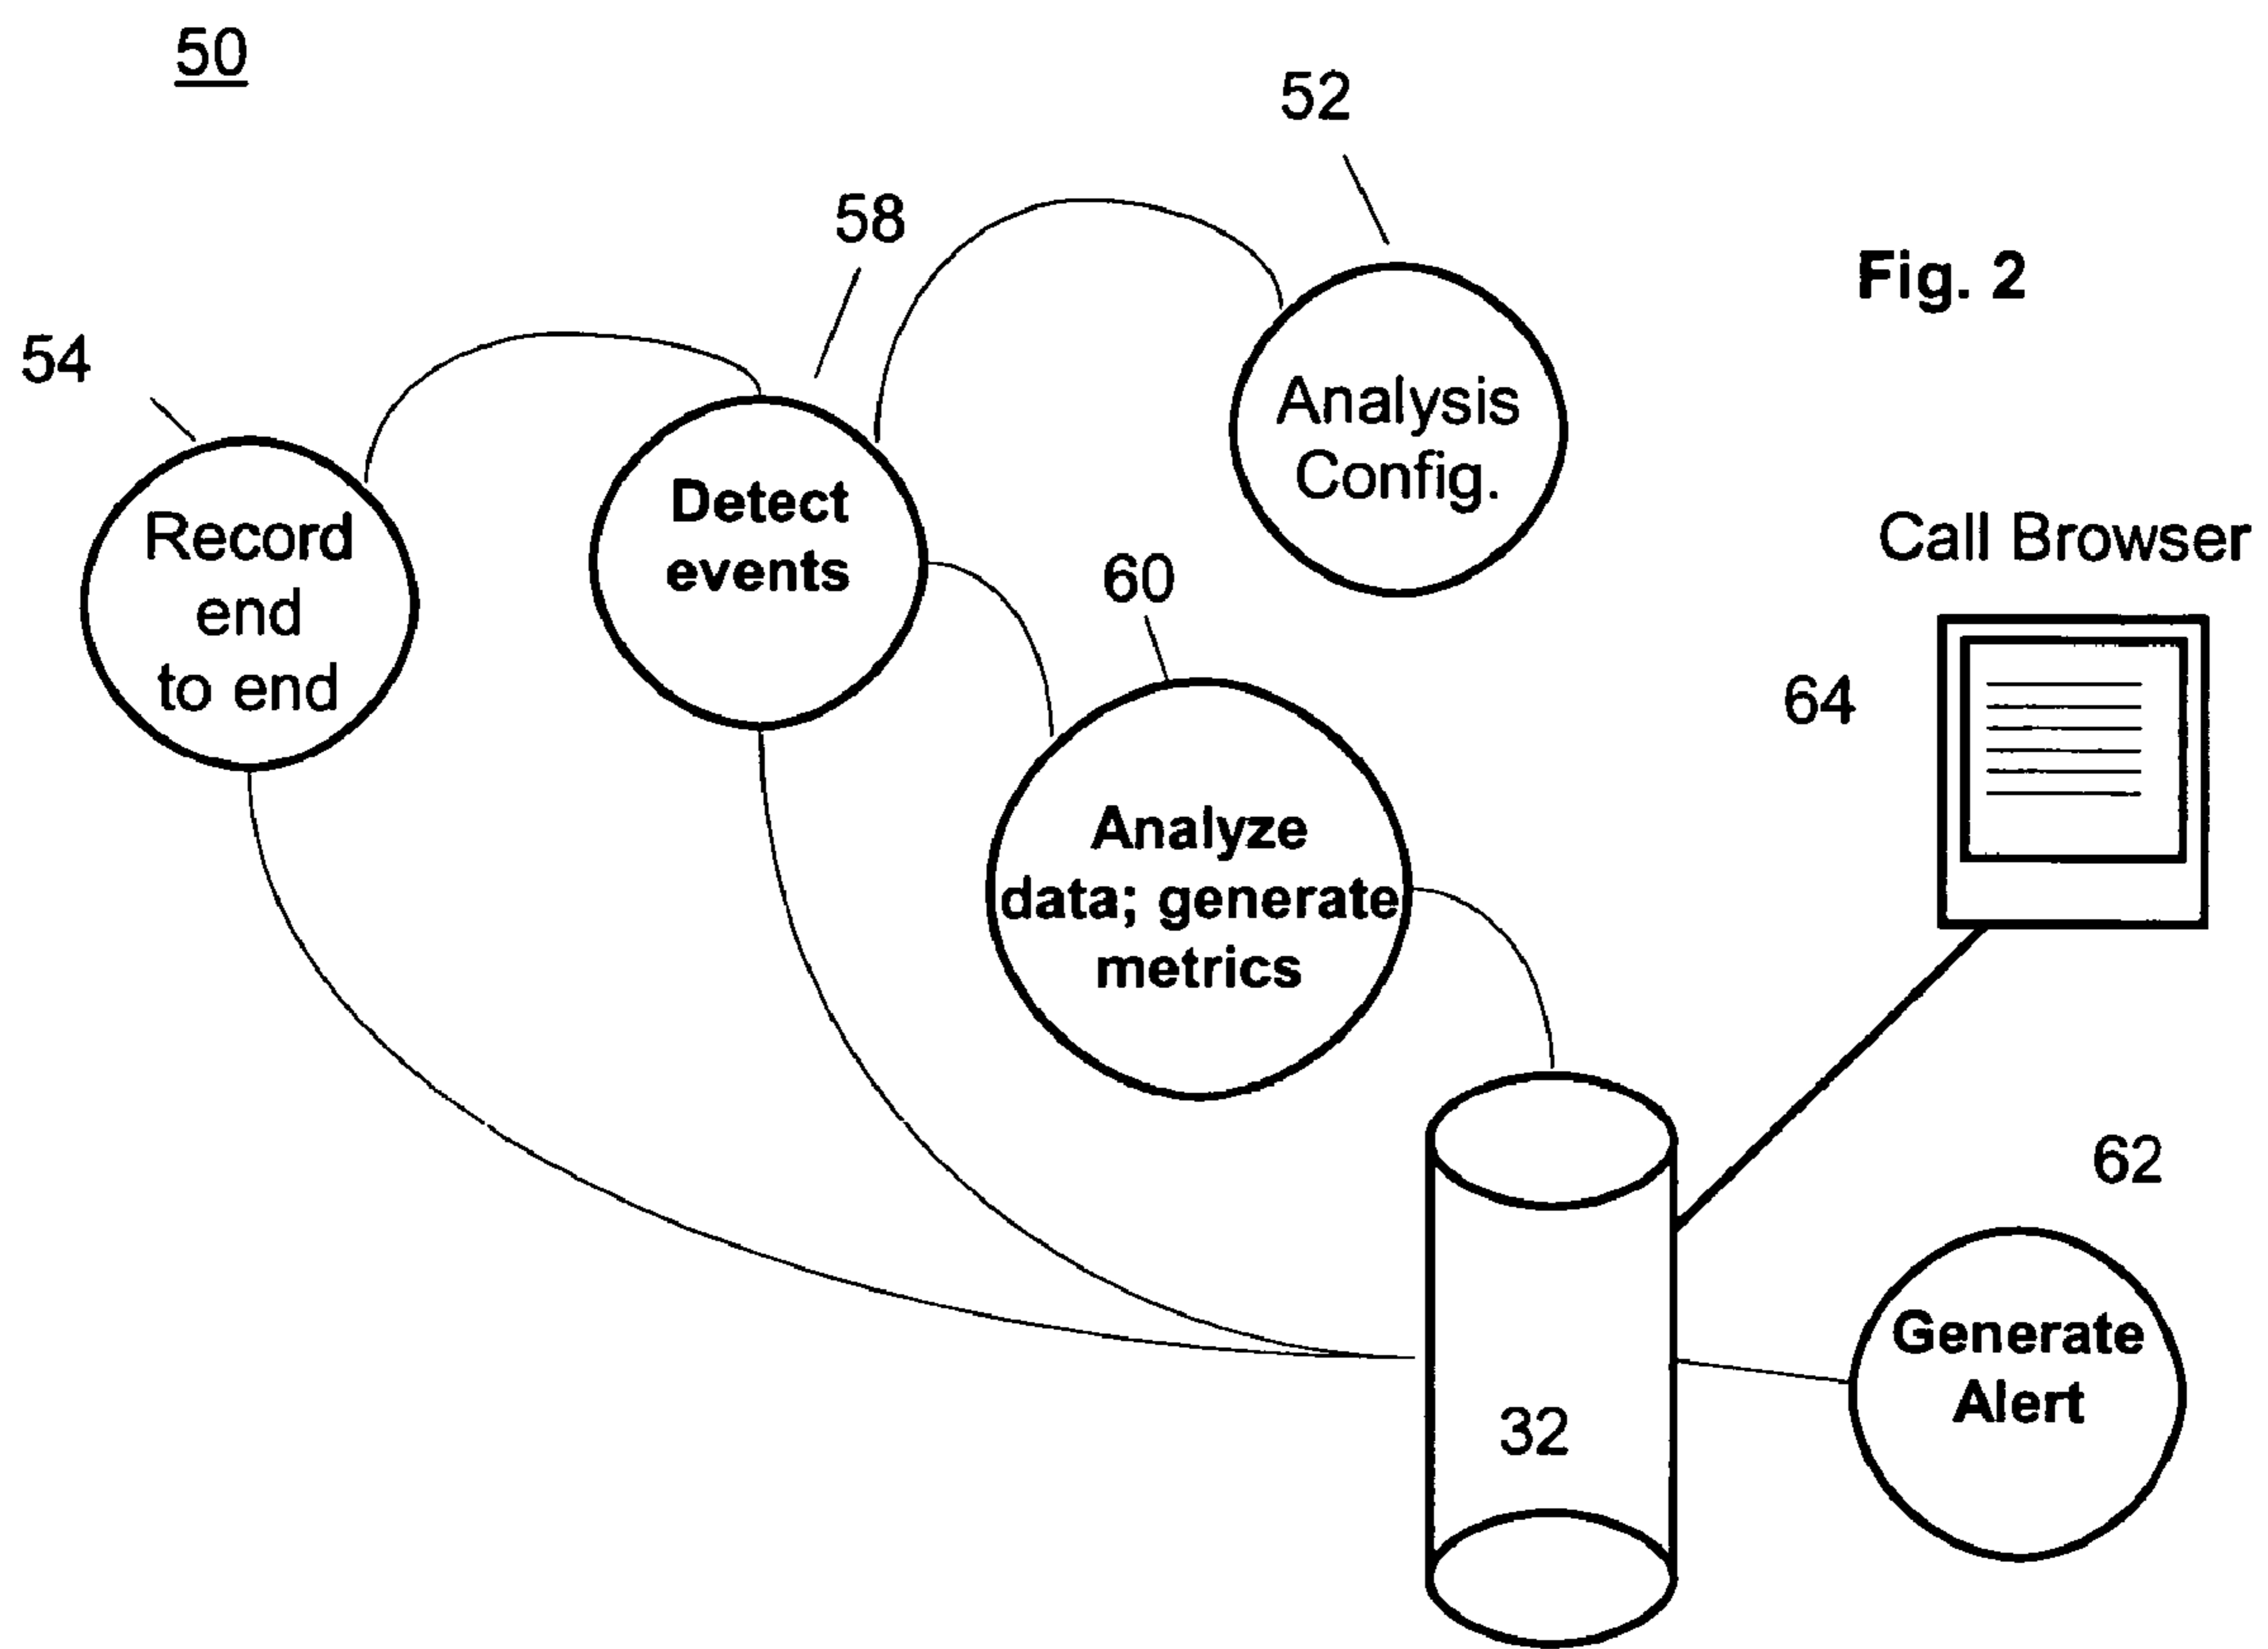 50
52
58
Fig. 2
54
Analysis
Config.
Detect
events
Record
end
to end
Call Browser
60
64
Analyze
data; generate
metrics
62
Generate
Alert
32